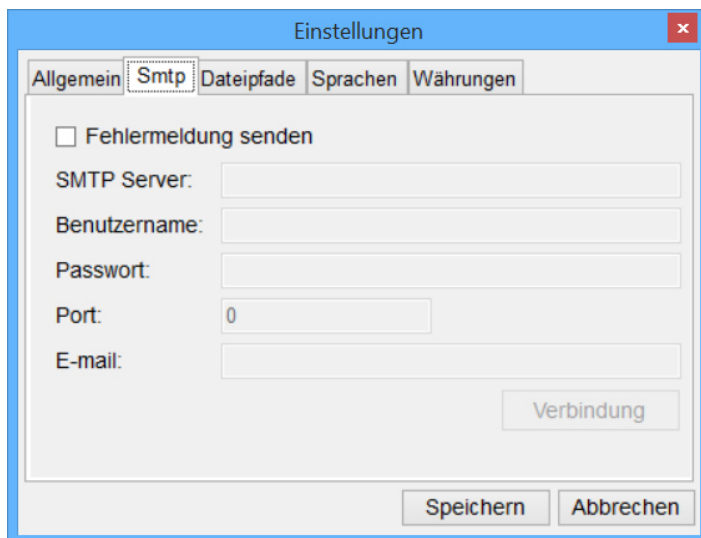 Einstellungen
x
Allgemein Smtp Dateipfade Sprachen Währungen
Fehlermeldung senden
SMTP Server:
Benutzername:
Passwort:
Port: 0
E-mail:
Verbindung
Speichern Abbrechen